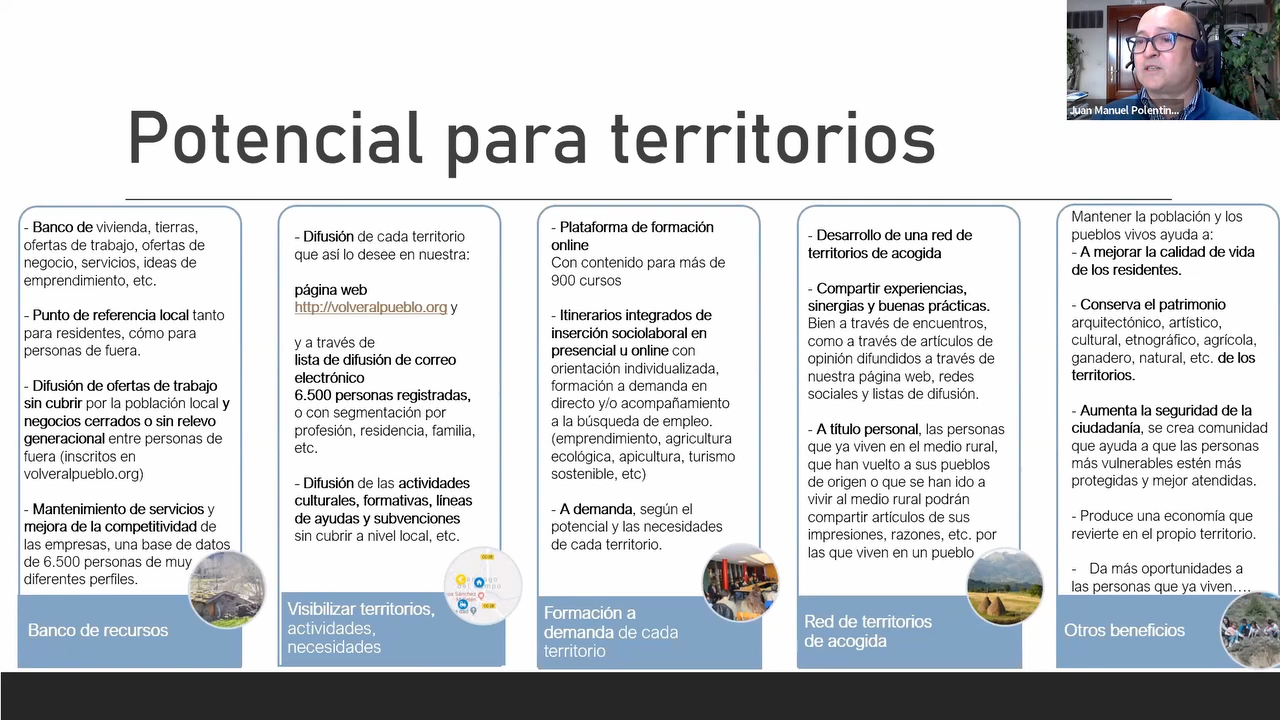 Juan Manuel Polentin...
Potencial para territorios
- Banco de vivienda, tierras,
ofertas de trabajo, ofertas de
negocio, servicios, ideas de
emprendimiento, etc.
- Punto de referencia local tanto
para residentes, cómo para
personas de fuera.
- Difusión de ofertas de trabajo
sin cubrir por la población local y
negocios cerrados o sin relevo
generacional entre personas de
fuera (inscritos en
volveralpueblo.org)
- Mantenimiento de servicios y
mejora de la competitividad de
las empresas, una base de datos
de 6.500 personas de muy
diferentes perfiles.
Banco de recursos
- Difusión de cada territorio
que así lo desee en nuestra:
página web
http://volveralpueblo.org y
y a través de
lista de difusión de correo
electrónico
6.500 personas registradas,
o con segmentación por
profesión, residencia, familia,
etc.
- Difusión de las actividades
culturales, formativas, líneas
de ayudas y subvenciones
sin cubrir a nivel local, etc.
Visibilizar territorios,
actividades,
necesidades
- Plataforma de formación
online
Con contenido para más de
900 cursos
- Itinerarios integrados de
inserción sociolaboral en
presencial u online con
orientación individualizada,
formación a demanda en
directo y/o acompañamiento
a la búsqueda de empleo.
(emprendimiento, agricultura
ecológica, apicultura, turismo
sostenible, etc)
- A demanda, según el
potencial y las necesidades
de cada territorio.
Formación a
demanda de cada
territorio
- Desarrollo de una red de
territorios de acogida
- Compartir experiencias,
sinergias y buenas prácticas.
Bien a través de encuentros,
como a través de artículos de
opinión difundidos a través de
nuestra página web, redes
sociales y listas de difusión.
- A título personal, las personas
que ya viven en el medio rural,
que han vuelto a sus pueblos
de origen o que se han ido a
vivir al medio rural podrán
compartir artículos de sus
impresiones, razones, etc. por
las que viven en un pueblo
Red de territorios
de acogida
Mantener la población y los
pueblos vivos ayuda a:
- A mejorar la calidad de vida
de los residentes.
- Conserva el patrimonio
arquitectónico, artístico,
cultural, etnográfico, agrícola,
ganadero, natural, etc. de los
territorios.
- Aumenta la seguridad de la
ciudadanía, se crea comunidad
que ayuda a que las personas
más vulnerables estén más
protegidas y mejor atendidas.
- Produce una economía que
revierte en el propio territorio.
- Da más oportunidades a
las personas que ya viven….
Otros beneficios